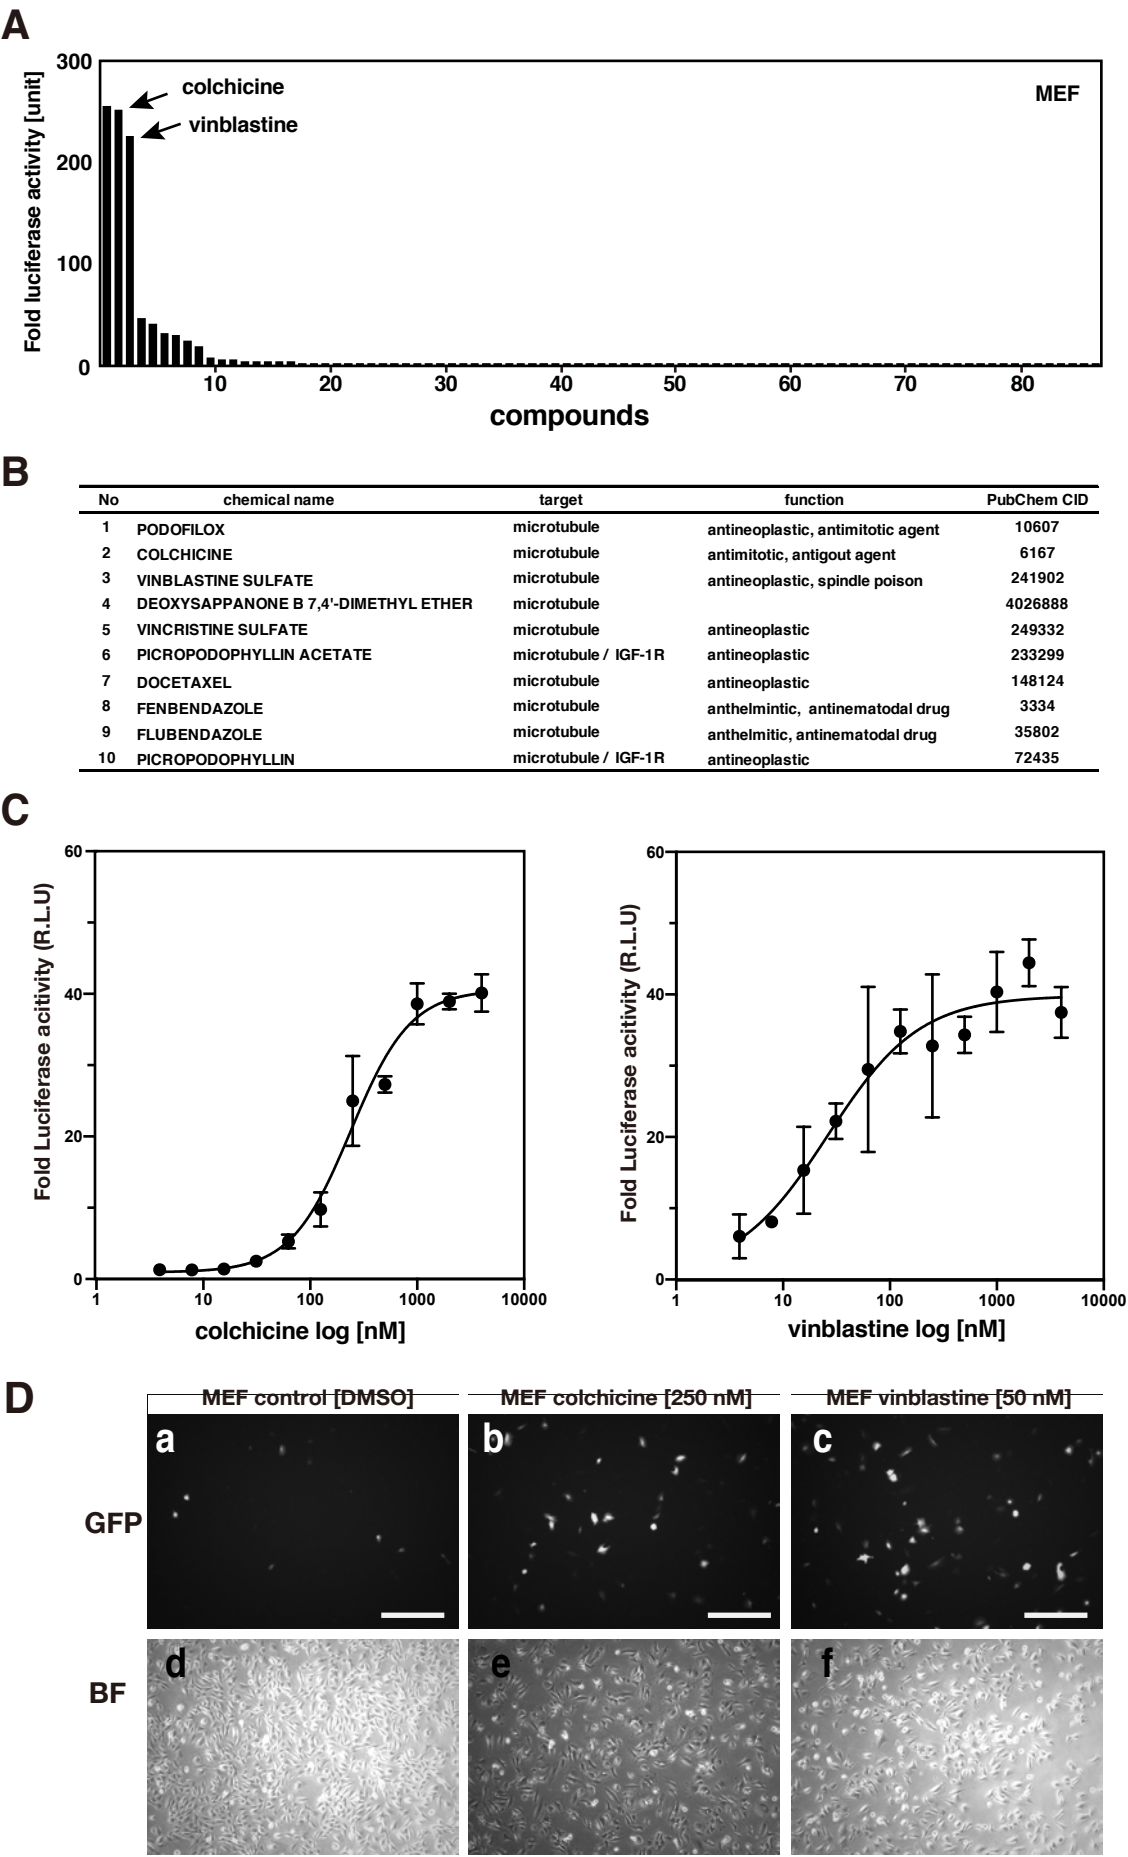 A
Fold luciferase activity [unit]
300
200
100
0
colchicine
vinblastine
MEF
10 20 30 40 50 60 70 80
compounds
B
No chemical name target function PubChem CID
1 PODOFILOX microtubule antineoplastic, antimitotic agent 10607
2 COLCHICINE microtubule antimitotic, antigout agent 6167
3 VINBLASTINE SULFATE microtubule antineoplastic, spindle poison 241902
4 DEOXYSAPPANONE B 7,4'-DIMETHYL ETHER microtubule 4026888
5 VINCRISTINE SULFATE microtubule antineoplastic 249332
6 PICROPODOPHYLLIN ACETATE microtubule / IGF-1R antineoplastic 233299
7 DOCETAXEL microtubule antineoplastic 148124
8 FENBENDAZOLE microtubule anthelmintic, antinematodal drug 3334
9 FLUBENDAZOLE microtubule anthelmitic, antinematodal drug 35802
10 PICROPODOPHYLLIN microtubule / IGF-1R antineoplastic 72435
C
Fold Luciferase acitivity (R.L.U)
60
40
20
0
1 10 100 1000 10000
colchicine log [nM]
Fold Luciferase acitivity (R.L.U)
60
40
20
0
1 10 100 1000 10000
vinblastine log [nM]
D
MEF control [DMSO] MEF colchicine [250 nM] MEF vinblastine [50 nM]
GFP
a b c
BF
d e f